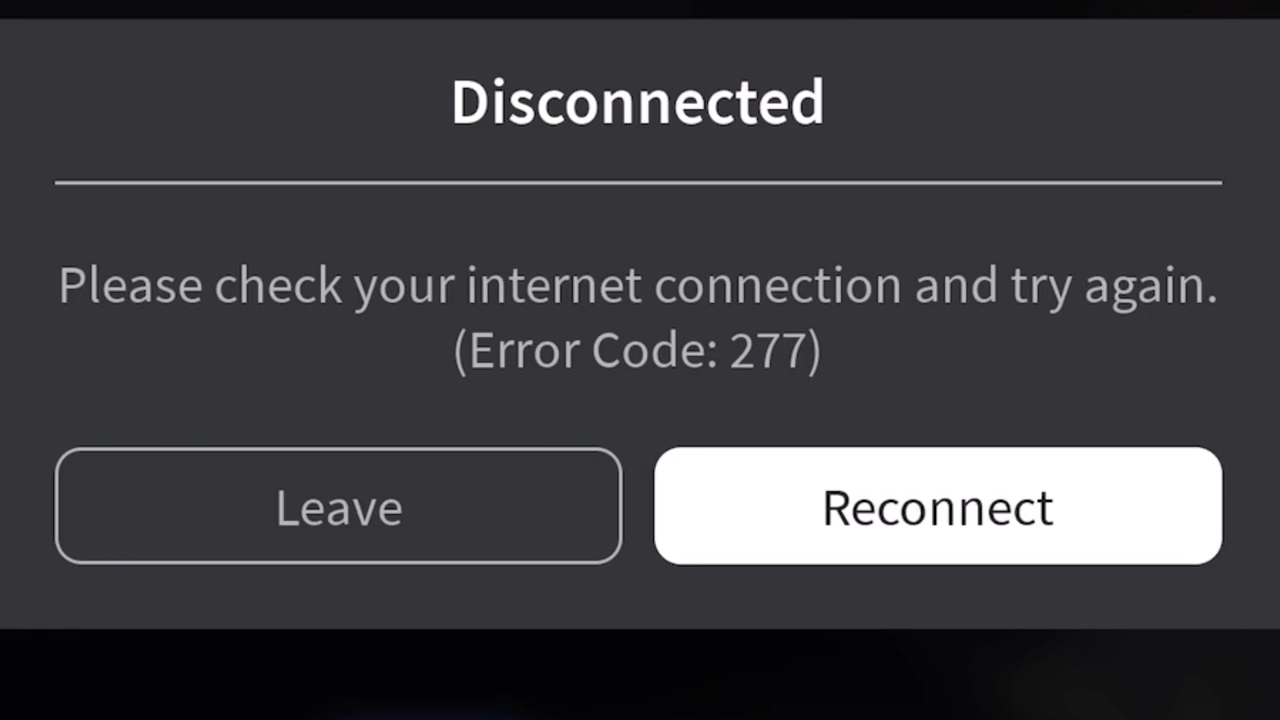 Disconnected
Please check your internet connection and try again.
(Error Code: 277)
Leave
Reconnect